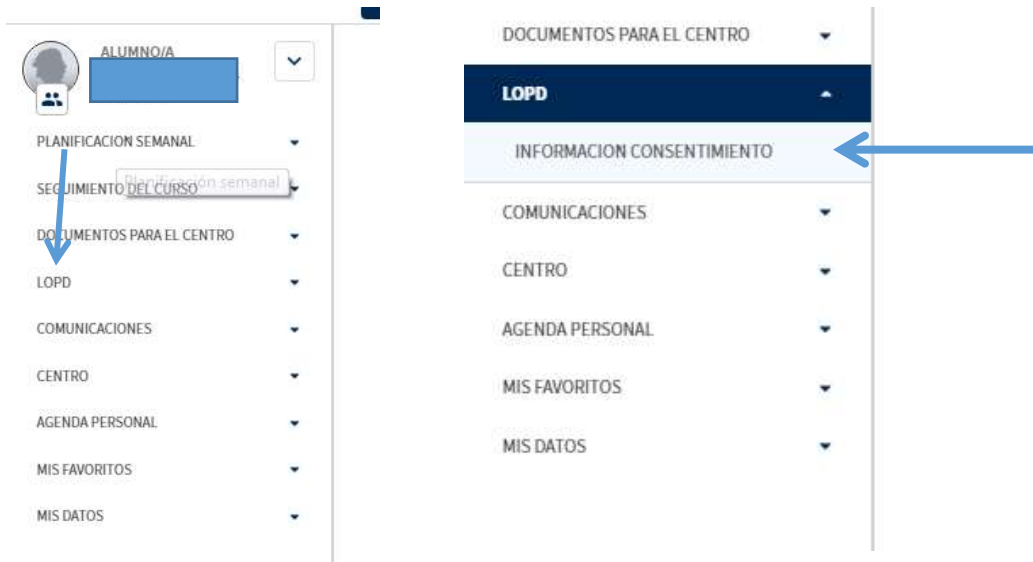 ALUMNO/A
PLANIFICACION SEMANAL
Planificación semanal
SEGUIMIENTO DEL CURSO
DOCUMENTOS PARA EL CENTRO
LOPD
COMUNICACIONES
CENTRO
AGENDA PERSONAL
MIS FAVORITOS
MIS DATOS
DOCUMENTOS PARA EL CENTRO
LOPD
INFORMACION CONSENTIMIENTO
COMUNICACIONES
CENTRO
AGENDA PERSONAL
MIS FAVORITOS
MIS DATOS